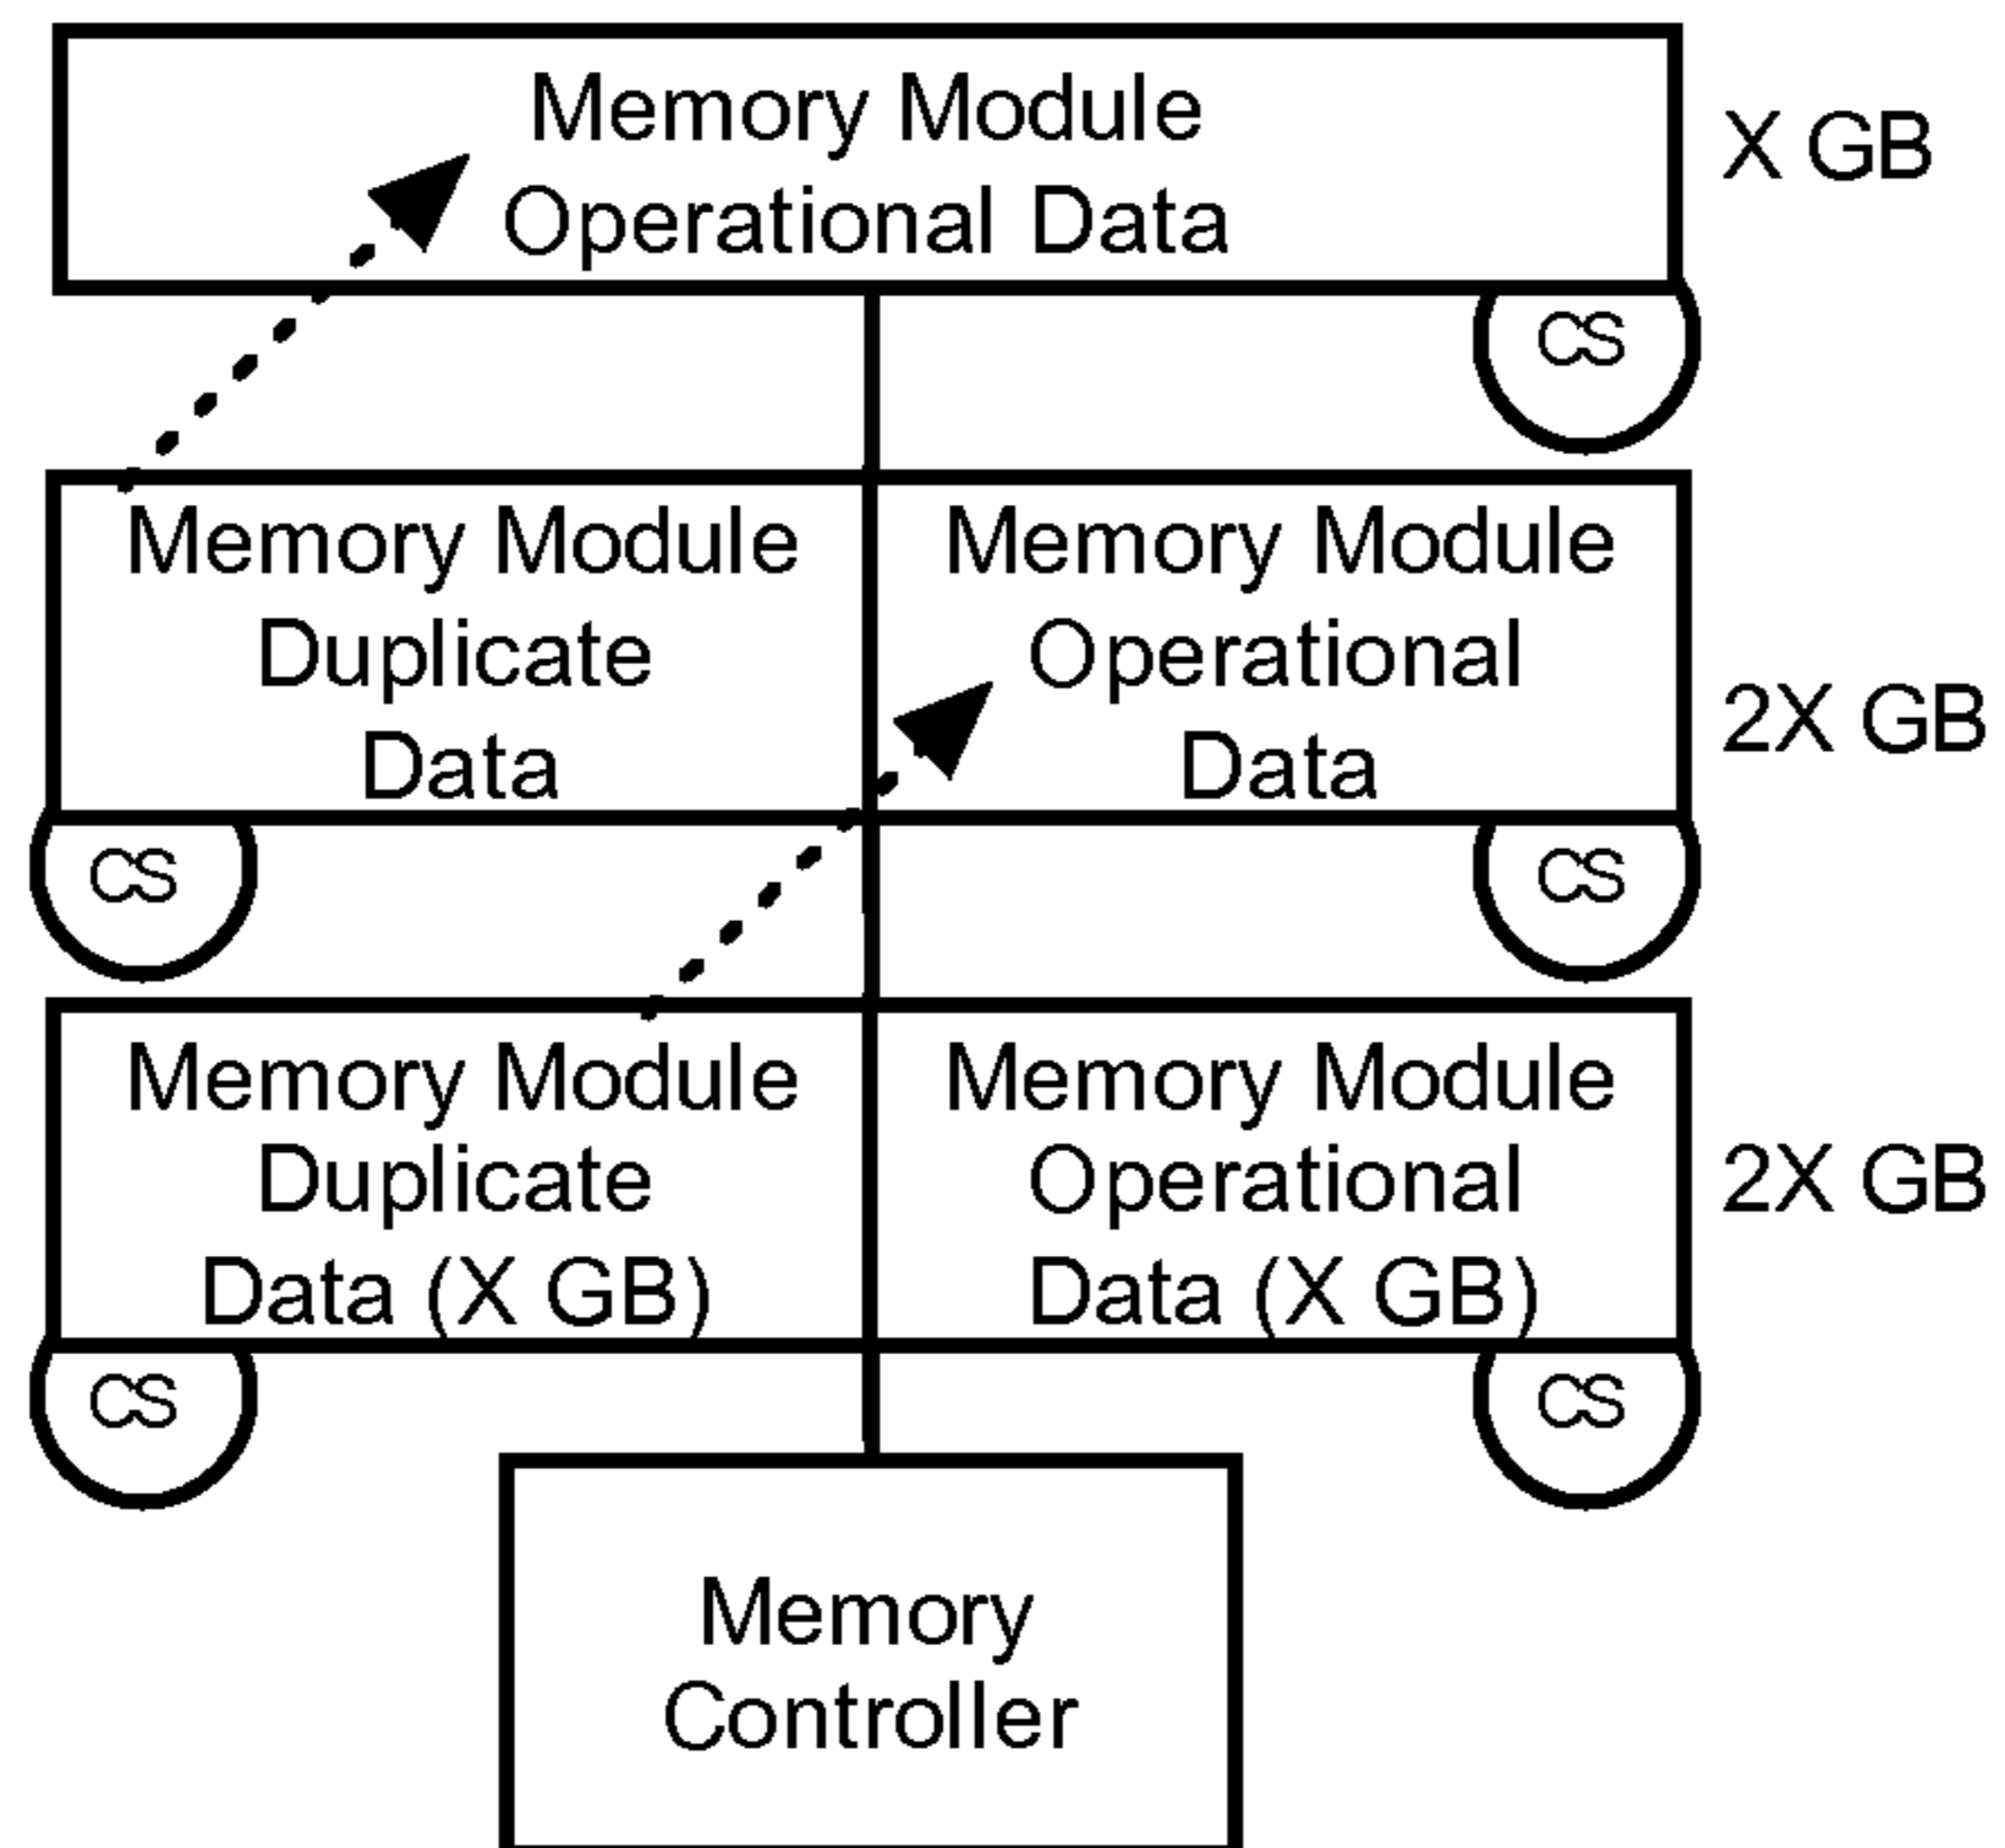 Memory Module
Operational Data
X GB
CS
Memory Module
Duplicate
Data
Memory Module
Operational
Data
2X GB
CS
CS
Memory Module
Duplicate
Data (X GB)
Memory Module
Operational
Data (X GB)
2X GB
CS
CS
Memory
Controller